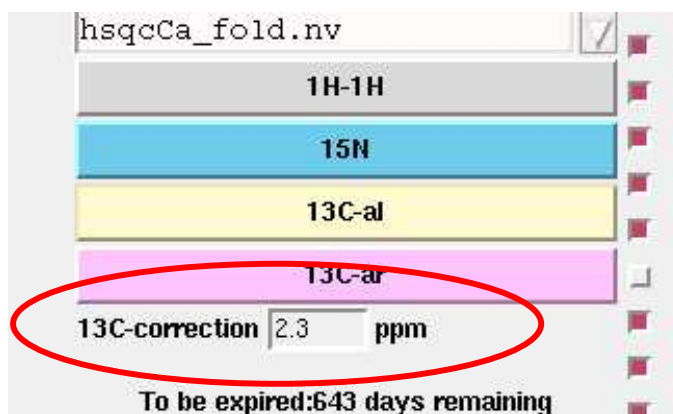 hsqcCa_fold.nv
1H-1H
15N
13C-al
13C-ar
13C-correction 2.3 ppm
To be expired:643 days remaining